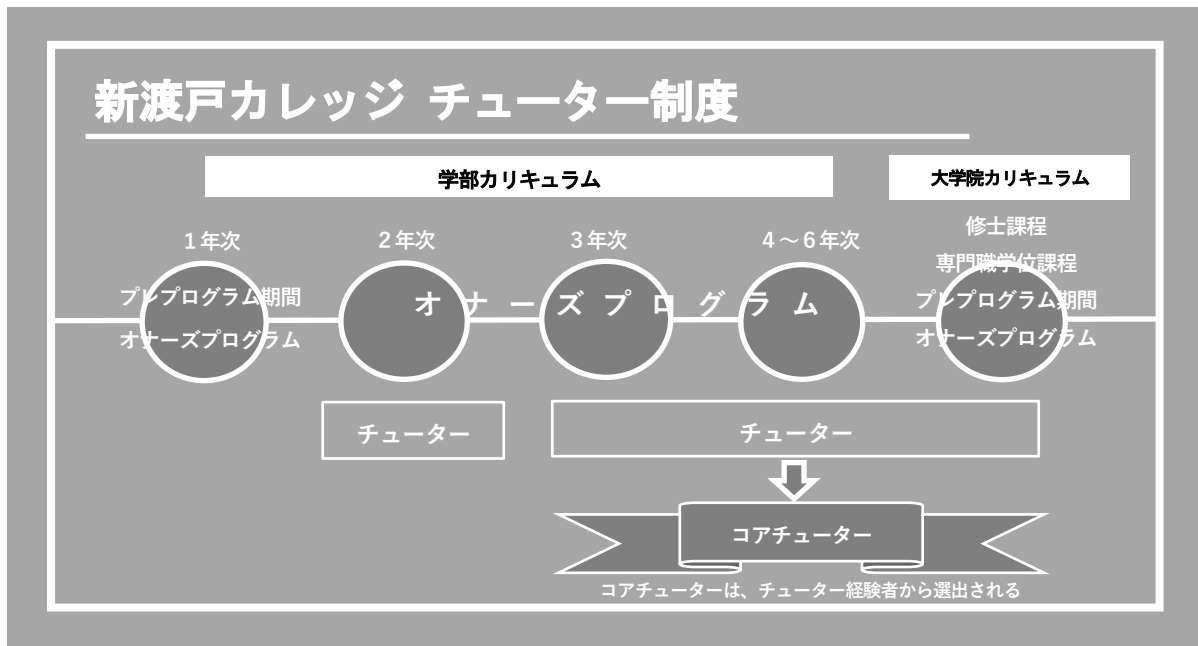 新渡戸カレッジ チューター制度
学部カリキュラム
大学院カリキュラム
1年次
2年次
3年次
4～6年次
修士課程
専門職学位課程
プレプログラム期間
オナーズプログラム
オナーズプログラム
プレプログラム期間
オナーズプログラム
チューター
チューター
コアチューター
コアチューターは、チューター経験者から選出される